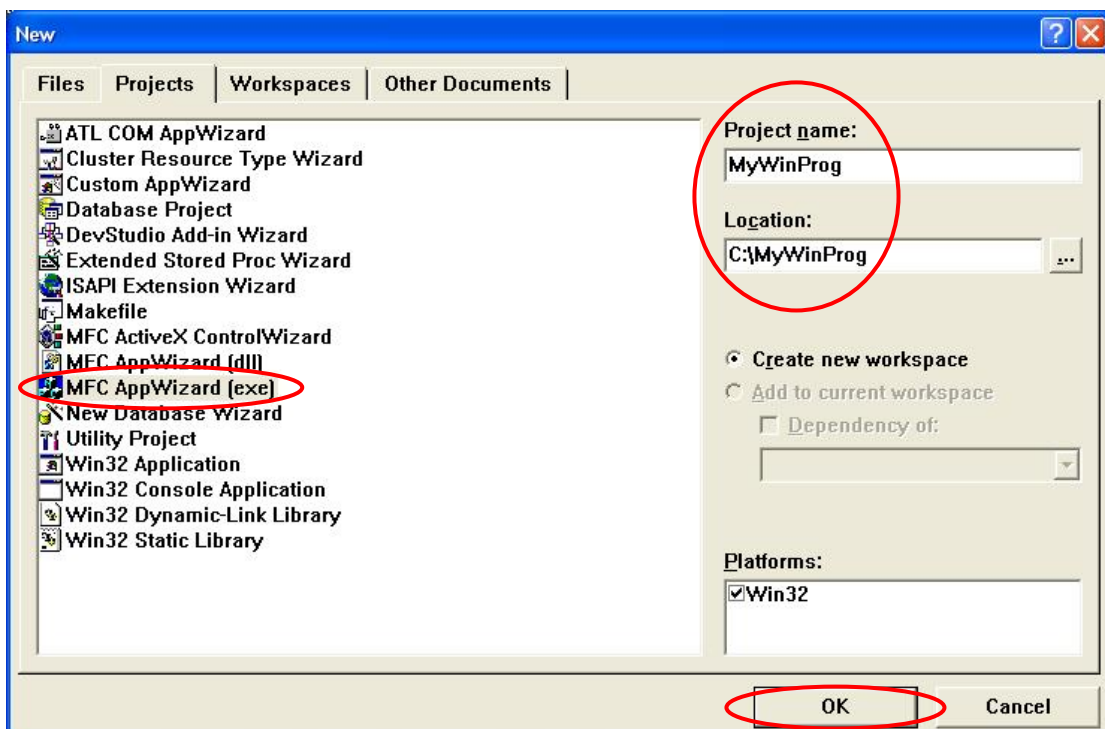 New
Files Projects Workspaces Other Documents
ATL COM AppWizard
Cluster Resource Type Wizard
Custom AppWizard
Database Project
DevStudio Add-in Wizard
Extended Stored Proc Wizard
ISAPI Extension Wizard
Makefile
MFC ActiveX ControlWizard
MFC AppWizard (dll)
MFC AppWizard (exe)
New Database Wizard
Utility Project
Win32 Application
Win32 Console Application
Win32 Dynamic-Link Library
Win32 Static Library
Project name:
MyWinProg
Location:
C:\MyWinProg
...
Create new workspace
Add to current workspace
Dependency of:
Platforms:
Win32
OK Cancel